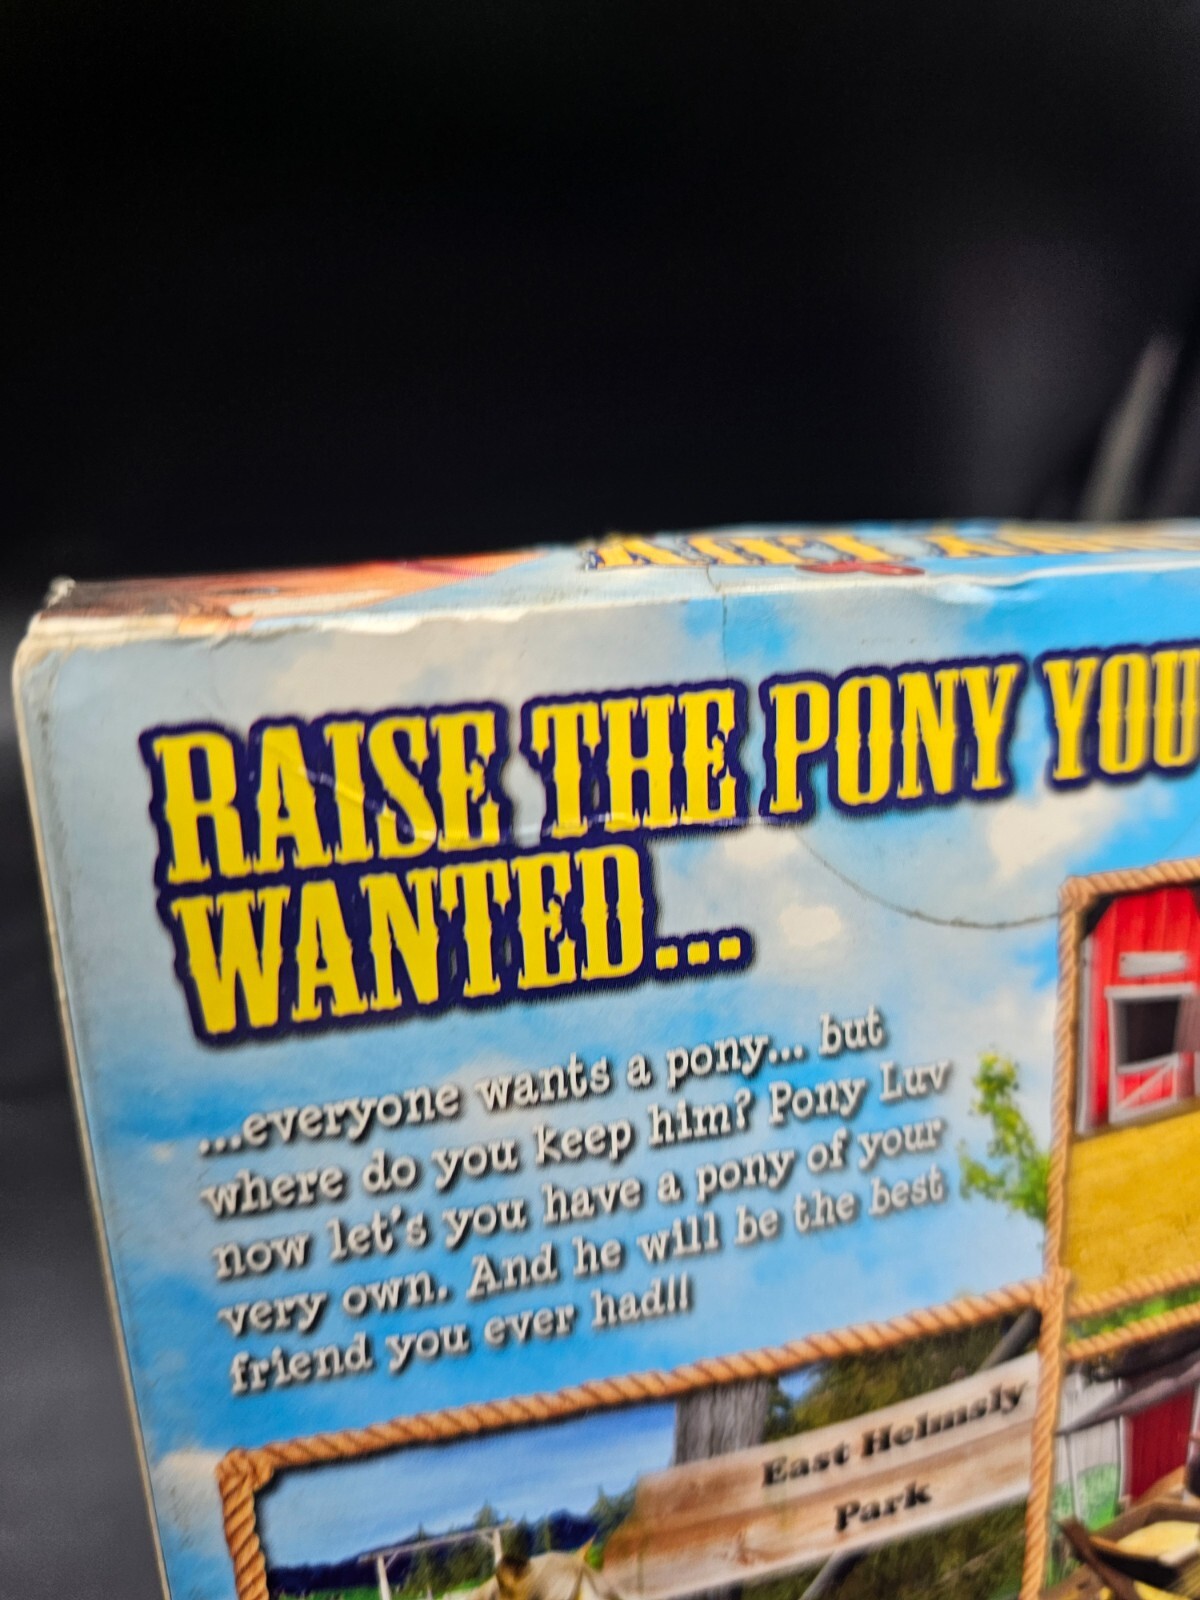 RAISE THE PONY YOU
WANTED...
...everyone wants a pony... but
where do you keep him? Pony Luv
now let's you have a pony of your
very own. And he will be the best
friend you ever had!!
East Helmsly
Park